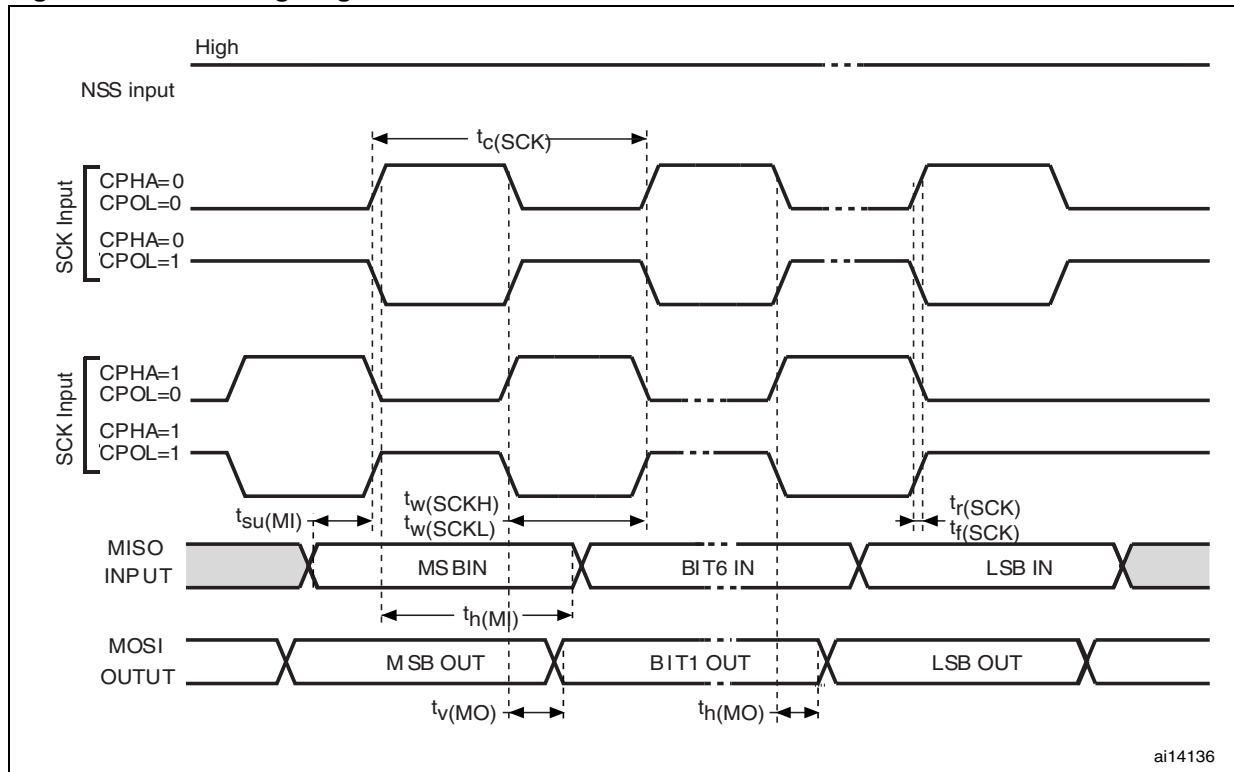 High
NSS input
tc(SCK)
SCK Input
CPHA=0
CPOL=0
CPHA=0
CPOL=1
SCK Input
CPHA=1
CPOL=0
CPHA=1
CPOL=1
tsu(MI)
tw(SCKH)
tw(SCKL)
tr(SCK)
tf(SCK)
MISO
INPUT
MSBIN
BIT6 IN
LSB IN
th(MI)
MOSI
OUTUT
MSB OUT
BIT1 OUT
LSB OUT
tv(MO)
th(MO)
ai14136